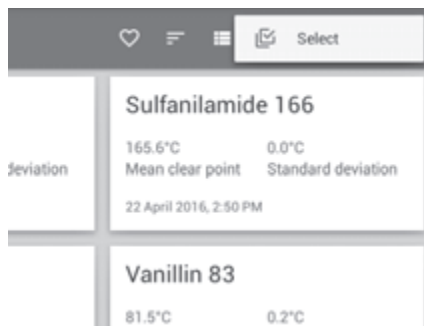 Select
Sulfanilamide 166
165.6°C 0.0°C
deviation Mean clear point Standard deviation
22 April 2016, 2:50 PM
Vanillin 83
81.5°C 0.2°C